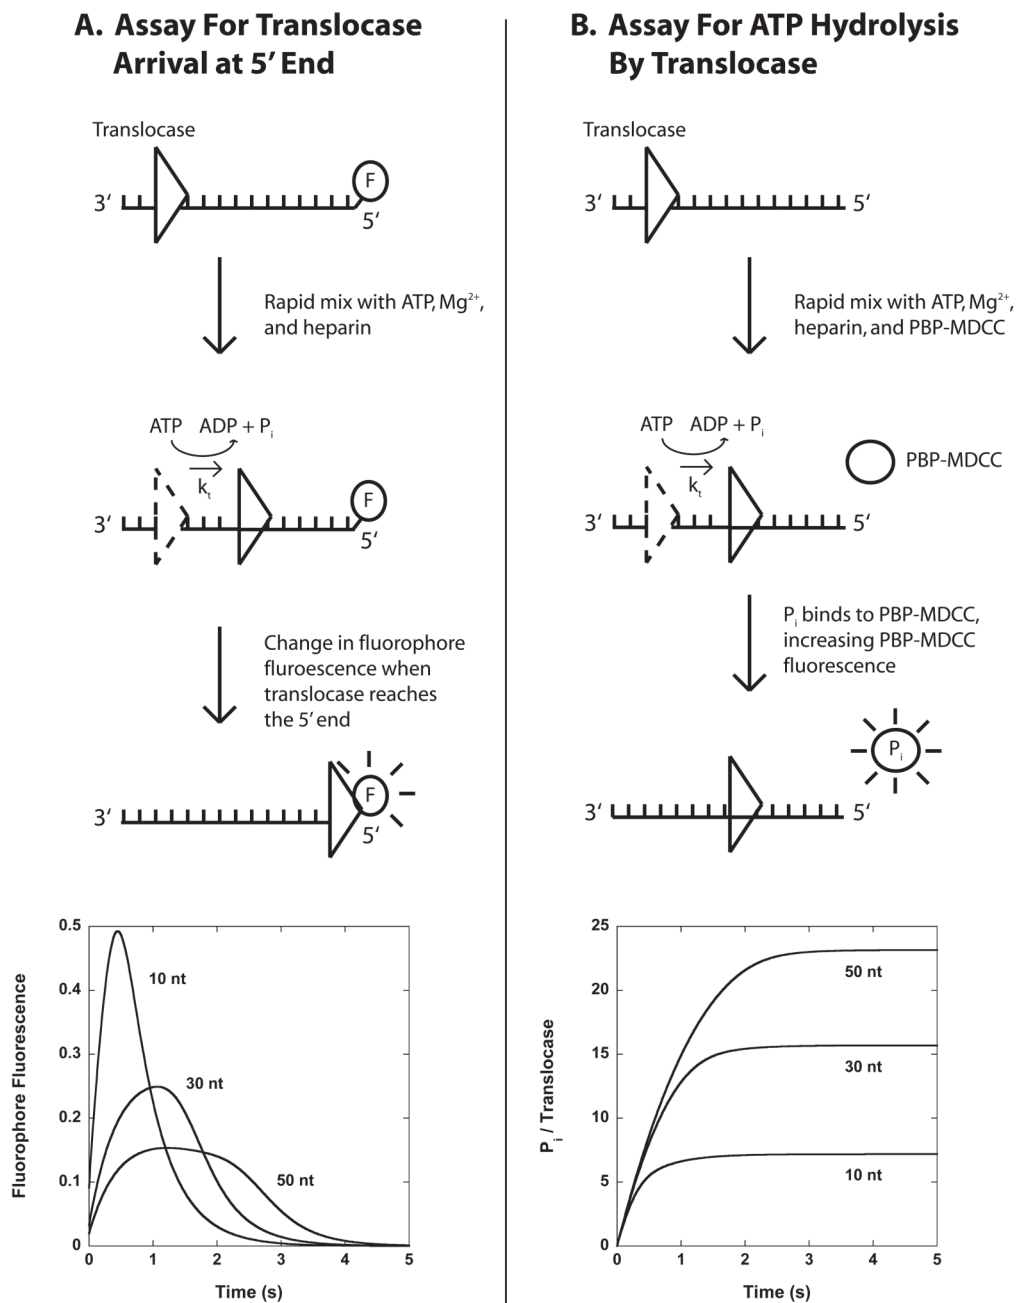 A. Assay For Translocase
Arrival at 5′ End
Translocase
3′
F
5′
Rapid mix with ATP, Mg2+,
and heparin
ATP ADP + Pi
kt
3′
F
5′
Change in fluorophore
fluroescence when
translocase reaches
the 5′ end
3′
F
5′
Fluorophore Fluorescence
0.5
0.4
0.3
0.2
0.1
0
10 nt
30 nt
50 nt
0 1 2 3 4 5
Time (s)
B. Assay For ATP Hydrolysis
By Translocase
Translocase
3′ 5′
Rapid mix with ATP, Mg2+,
heparin, and PBP-MDCC
ATP ADP + Pi
kt
PBP-MDCC
3′ 5′
Pi binds to PBP-MDCC,
increasing PBP-MDCC
fluorescence
Pi
3′ 5′
Pi / Translocase
25
20
15
10
5
0
50 nt
30 nt
10 nt
0 1 2 3 4 5
Time (s)